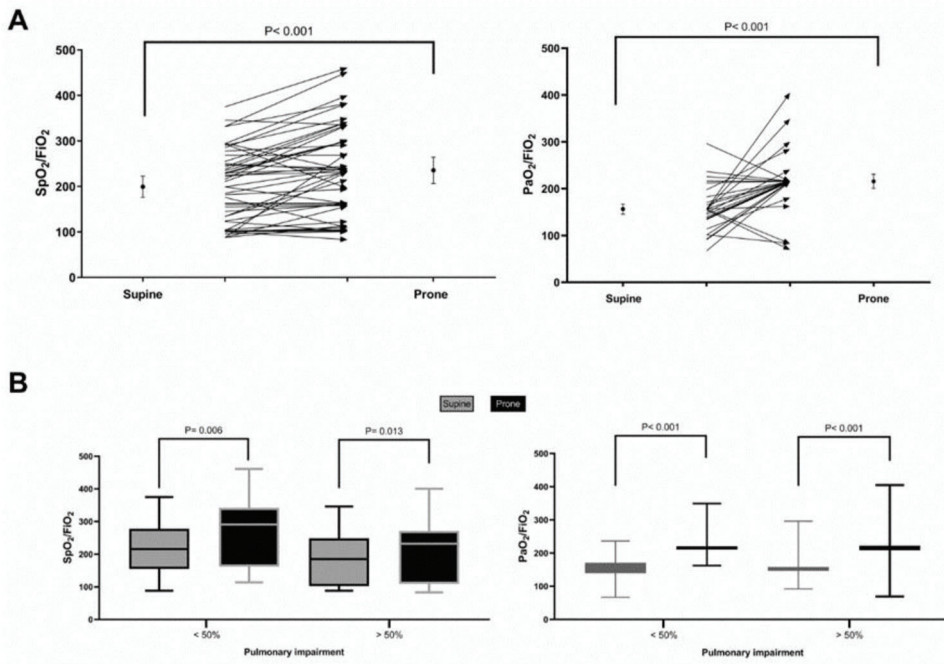 A
P< 0.001
SpO₂/FiO₂
500
400
300
200
100
0
Supine
Prone
P< 0.001
PaO₂/FiO₂
500
400
300
200
100
0
Supine
Prone
B
Supine
Prone
P= 0.006
P= 0.013
SpO₂/FiO₂
500
400
300
200
100
0
< 50%
> 50%
Pulmonary impairment
P< 0.001
P< 0.001
PaO₂/FiO₂
500
400
300
200
100
0
< 50%
> 50%
Pulmonary impairment